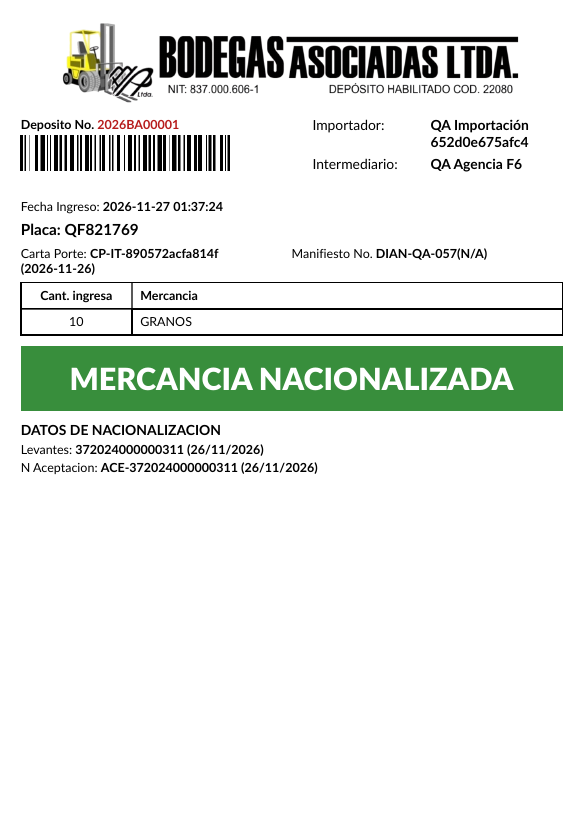 BODEGAS ASOCIADAS LTDA.
Ltda.
NIT: 837.000.606-1 DEPÓSITO HABILITADO COD. 22080
Deposito No. 2026BA00001
Importador: QA Importación
652d0e675afc4
Intermediario: QA Agencia F6
Fecha Ingreso: 2026-11-27 01:37:24
Placa: QF821769
Carta Porte: CP-IT-890572acfa814f
(2026-11-26)
Manifiesto No. DIAN-QA-057(N/A)
Cant. ingresa Mercancia
10 GRANOS
MERCANCIA NACIONALIZADA
DATOS DE NACIONALIZACION
Levantes: 372024000000311 (26/11/2026)
N Aceptacion: ACE-372024000000311 (26/11/2026)